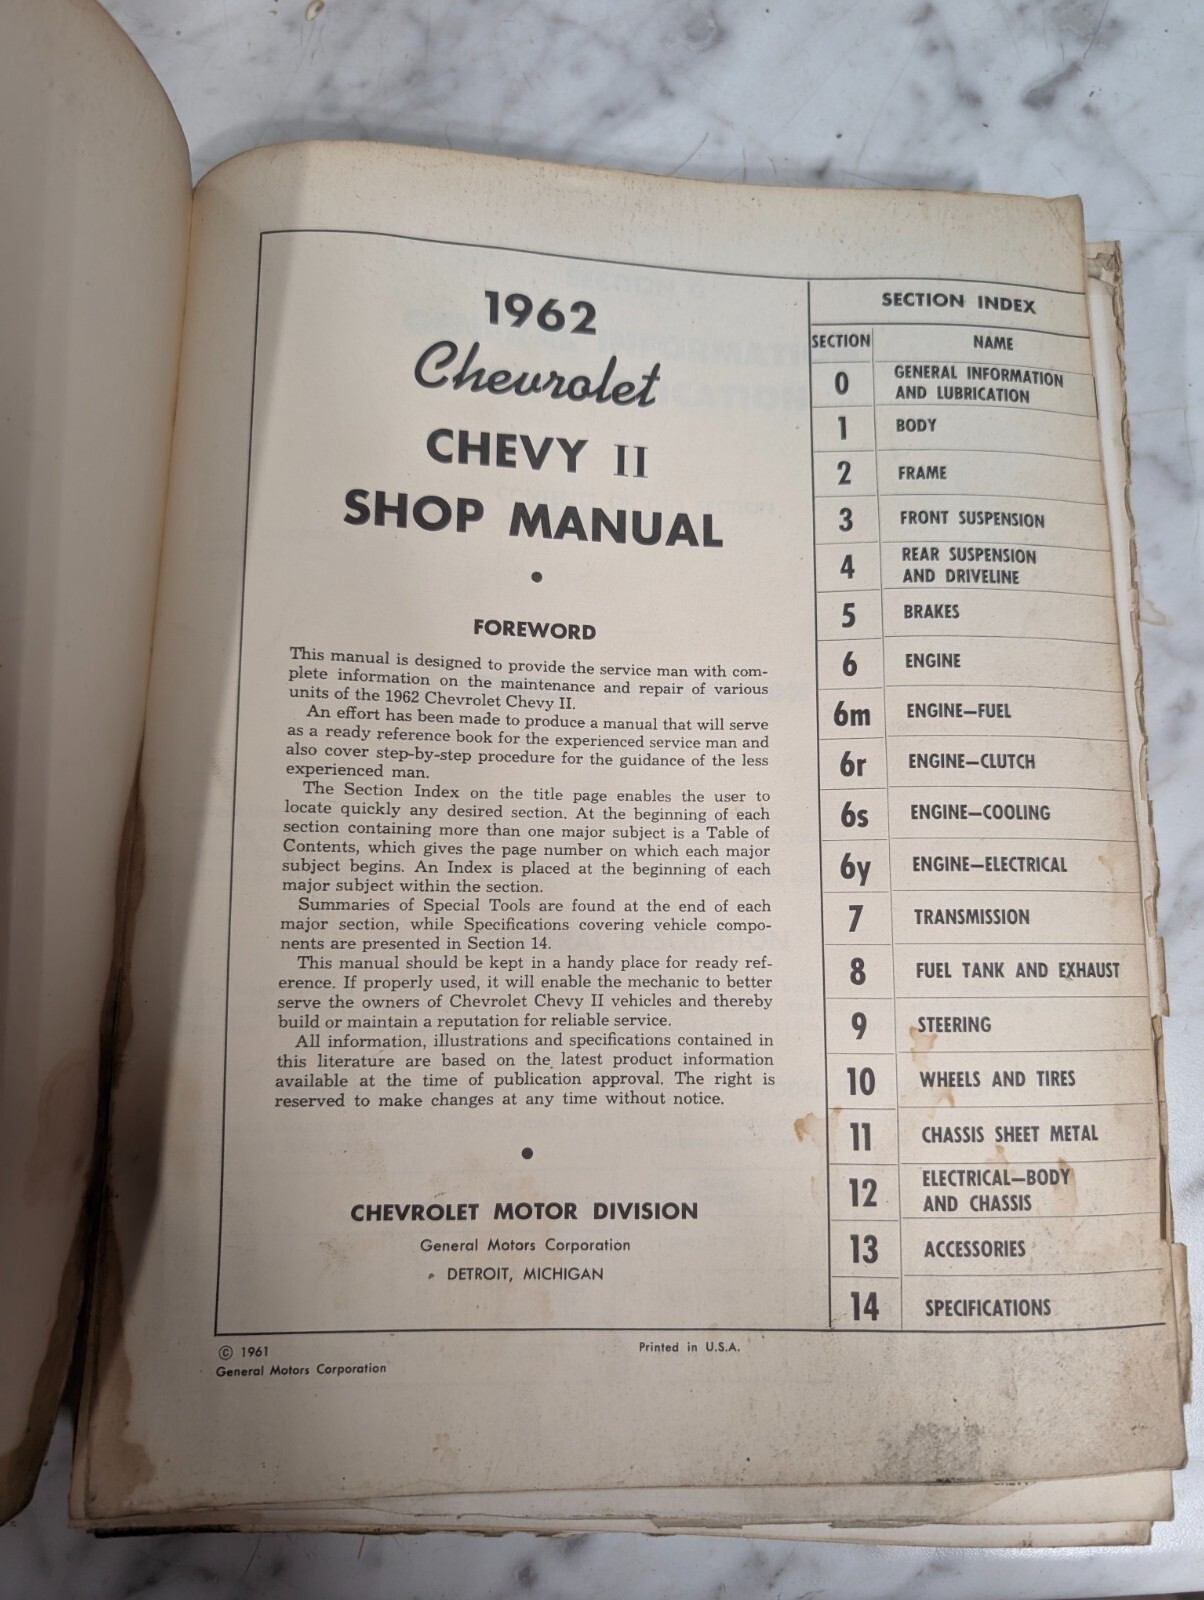 1962
Chevrolet
CHEVY II
SHOP MANUAL
•
FOREWORD
This manual is designed to provide the service man with com-
plete information on the maintenance and repair of various
units of the 1962 Chevrolet Chevy II.
An effort has been made to produce a manual that will serve
as a ready reference book for the experienced service man and
also cover step-by-step procedure for the guidance of the less
experienced man.
The Section Index on the title page enables the user to
locate quickly any desired section. At the beginning of each
section containing more than one major subject is a Table of
Contents, which gives the page number on which each major
subject begins. An Index is placed at the beginning of each
major subject within the section.
Summaries of Special Tools are found at the end of each
major section, while Specifications covering vehicle compo-
nents are presented in Section 14.
This manual should be kept in a handy place for ready ref-
erence. If properly used, it will enable the mechanic to better
serve the owners of Chevrolet Chevy II vehicles and thereby
build or maintain a reputation for reliable service.
All information, illustrations and specifications contained in
this literature are based on the latest product information
available at the time of publication approval. The right is
reserved to make changes at any time without notice.
•
CHEVROLET MOTOR DIVISION
General Motors Corporation
DETROIT, MICHIGAN
© 1961
General Motors Corporation
Printed in U.S.A.
SECTION INDEX
SECTION NAME
0 GENERAL INFORMATION
AND LUBRICATION
1 BODY
2 FRAME
3 FRONT SUSPENSION
4 REAR SUSPENSION
AND DRIVELINE
5 BRAKES
6 ENGINE
6m ENGINE—FUEL
6r ENGINE—CLUTCH
6s ENGINE—COOLING
6y ENGINE—ELECTRICAL
7 TRANSMISSION
8 FUEL TANK AND EXHAUST
9 STEERING
10 WHEELS AND TIRES
11 CHASSIS SHEET METAL
12 ELECTRICAL—BODY
AND CHASSIS
13 ACCESSORIES
14 SPECIFICATIONS